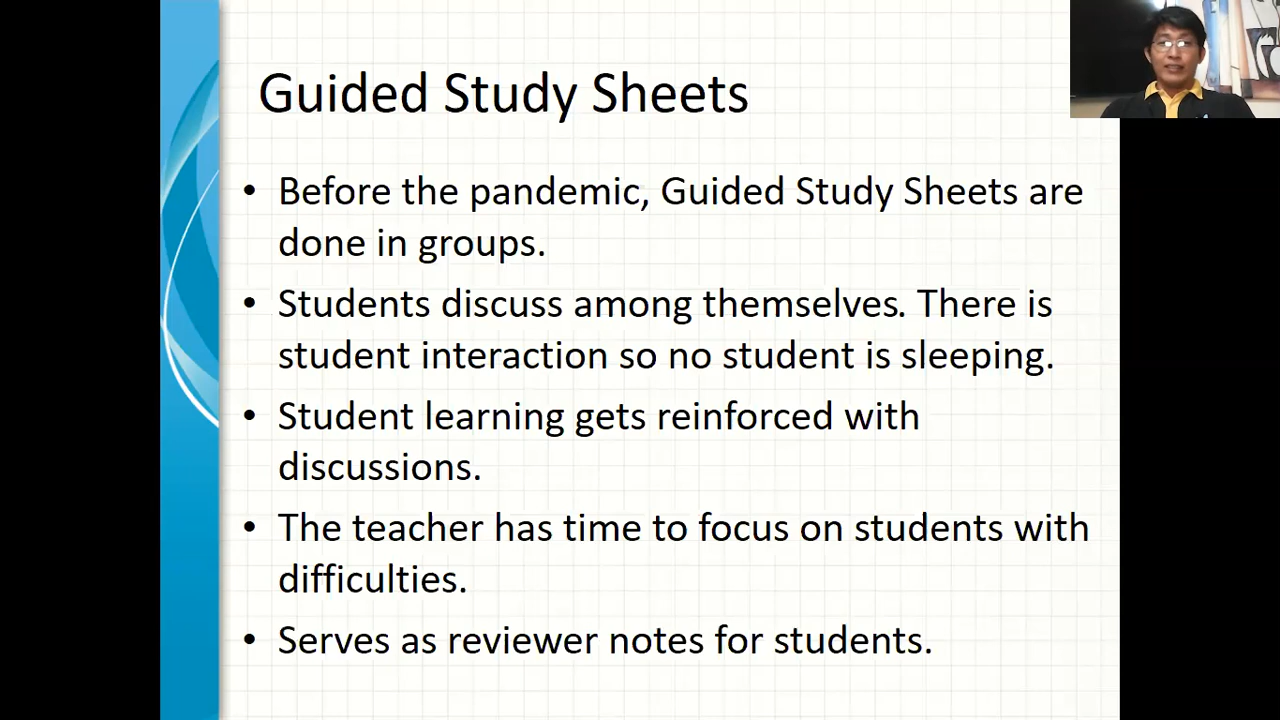 Guided Study Sheets
• Before the pandemic, Guided Study Sheets are
done in groups.
• Students discuss among themselves. There is
student interaction so no student is sleeping.
• Student learning gets reinforced with
discussions.
• The teacher has time to focus on students with
difficulties.
• Serves as reviewer notes for students.